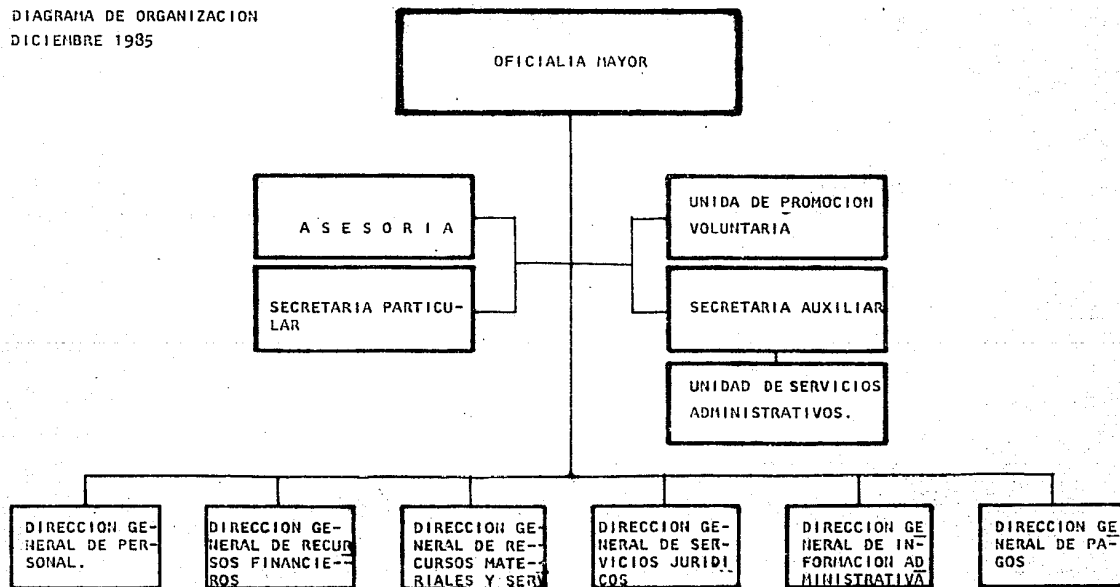 DIAGRAMA DE ORGANIZACION
DICIEMBRE 1985
OFICIALIA MAYOR
A S E S O R I A
UNIDA DE PROMOCION
VOLUNTARIA
SECRETARIA PARTICU-
LAR
SECRETARIA AUXILIAR
UNIDAD DE SERVICIOS
ADMINISTRATIVOS.
DIRECCION GE-
NERAL DE PER-
SONAL.
DIRECCION GE-
NERAL DE RECUR
SOS FINANCIE-
ROS
DIRECCION GE-
NERAL DE RE--
CURSOS MATE-
RIALES Y SERV
DIRECCION GE-
NERAL DE SER-
VICIOS JURIDI
COS
DIRECCION GE
NERAL DE IN-
FORMACION AD
MINISTRATIVA
DIRECCION GE
NERAL DE PA-
GOS